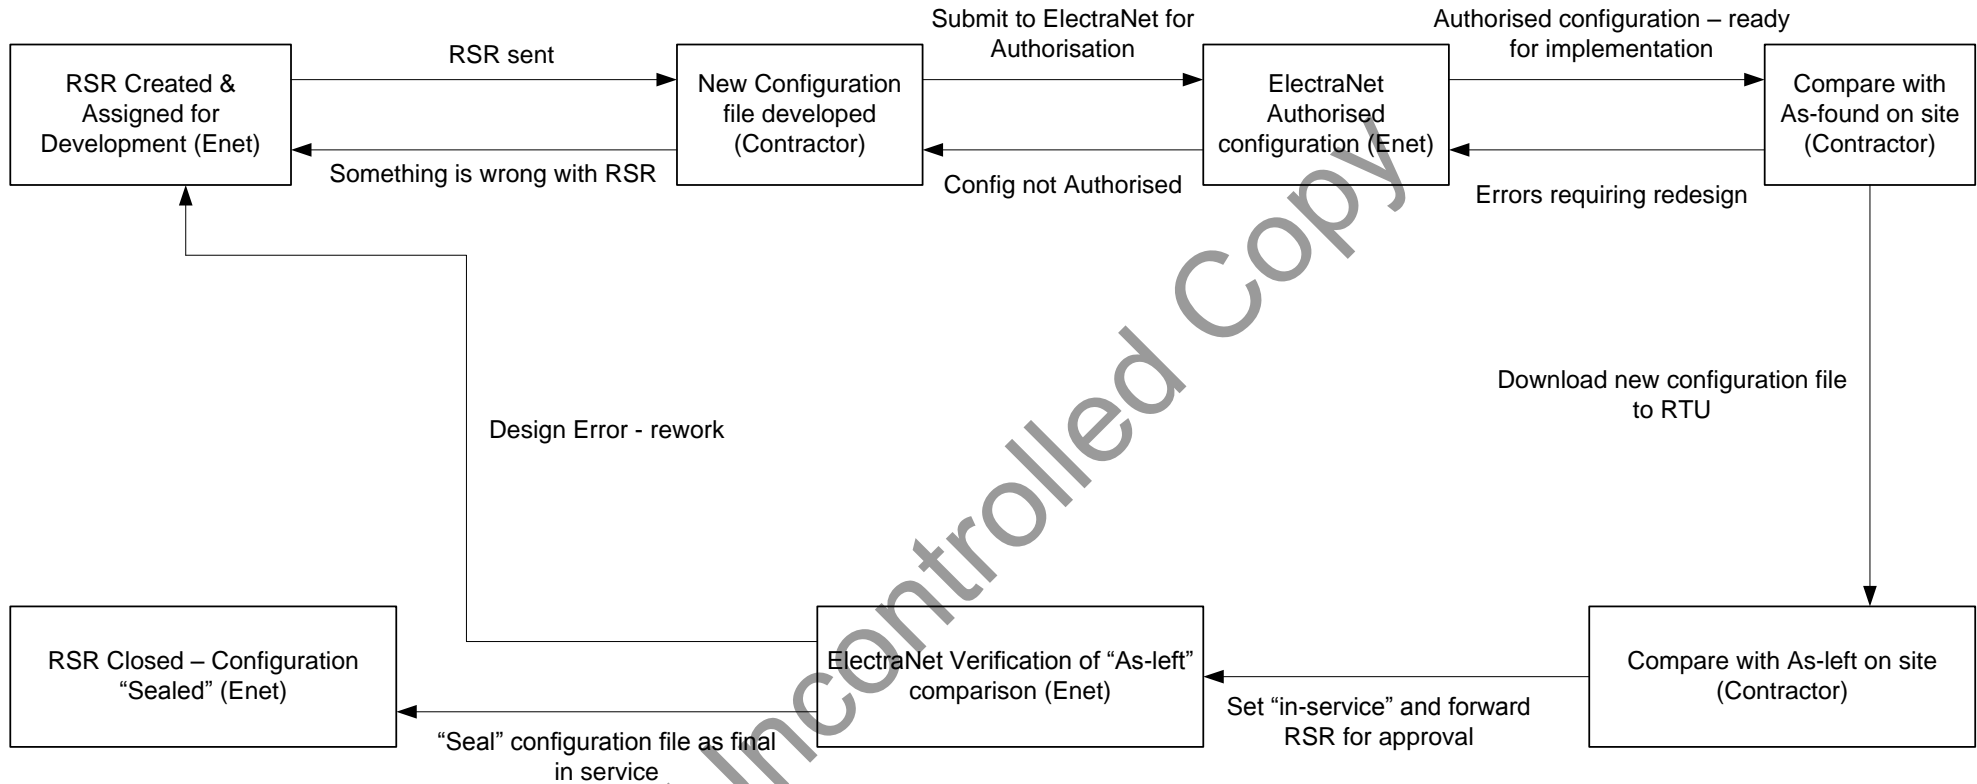 Submit to ElectraNet for
Authorisation
Authorised configuration – ready
for implementation
RSR sent
RSR Created &
Assigned for
Development (Enet)
New Configuration
file developed
(Contractor)
ElectraNet
Authorised
configuration (Enet)
Compare with
As-found on site
(Contractor)
Something is wrong with RSR
Config not Authorised
Errors requiring redesign
Download new configuration file
to RTU
Design Error - rework
RSR Closed – Configuration
“Sealed” (Enet)
ElectraNet Verification of “As-left”
comparison (Enet)
Compare with As-left on site
(Contractor)
“Seal” configuration file as final
in service
Set “in-service” and forward
RSR for approval
Incontrolled Copy